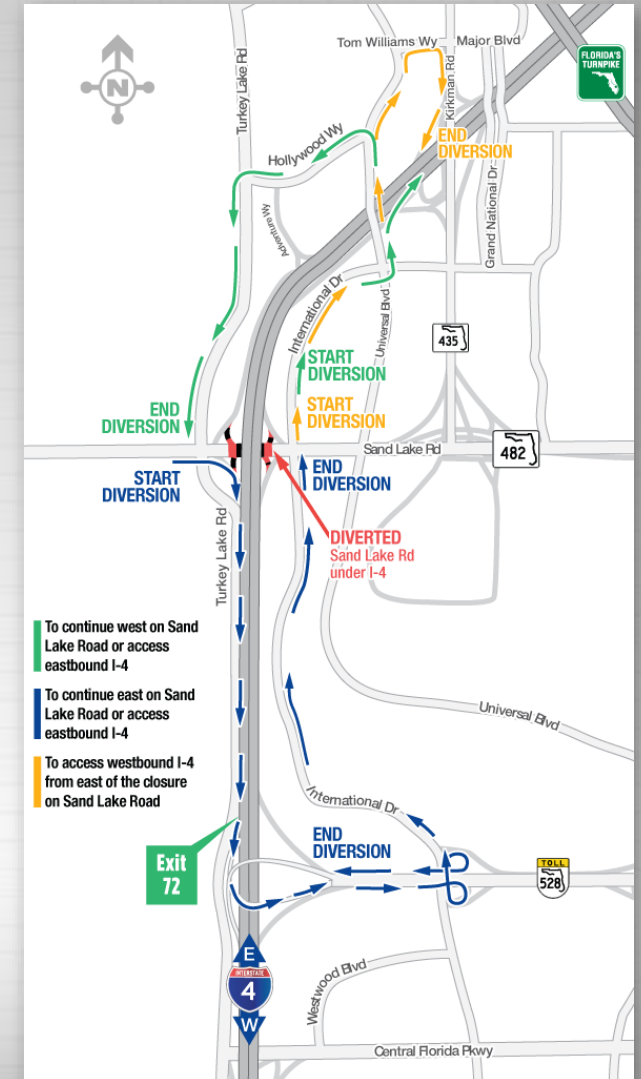 Tom Williams Wy
Major Blvd
FLORIDA'S
TURNPIKE
N
Turkey Lake Rd
Kirkman Rd
END
DIVERSION
Hollywood Wy
Grand National Dr
Adventure Wy
International Dr
Universal Blvd
435
START
DIVERSION
START
DIVERSION
END
DIVERSION
Sand Lake Rd
482
START
DIVERSION
END
DIVERSION
Turkey Lake Rd
DIVERTED
Sand Lake Rd
under I-4
To continue west on Sand
Lake Road or access
eastbound I-4
To continue east on Sand
Lake Road or access
eastbound I-4
Universal Blvd
To access westbound I-4
from east of the closure
on Sand Lake Road
International Dr
END
DIVERSION
Exit
72
TOLL
528
E
INTERSTATE
4
W
Westwood Blvd
Central Florida Pkwy